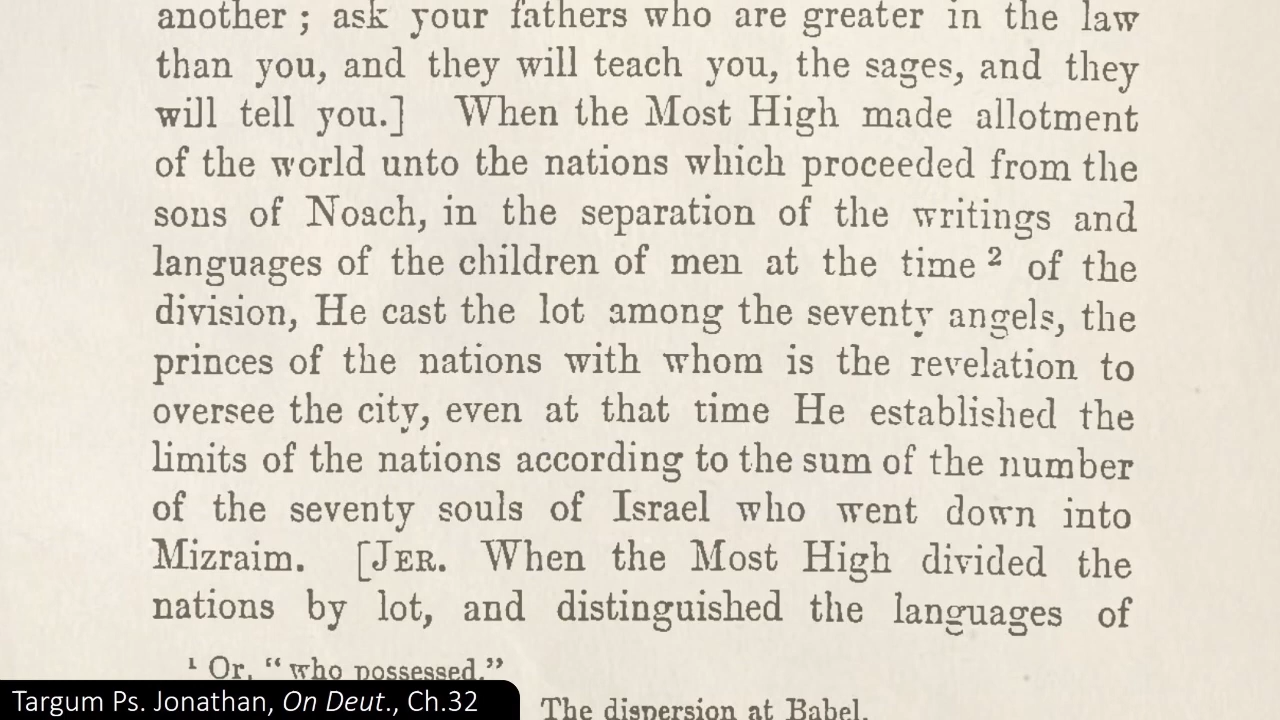 another ; ask your fathers who are greater in the law
than you, and they will teach you, the sages, and they
will tell you.] When the Most High made allotment
of the world unto the nations which proceeded from the
sons of Noach, in the separation of the writings and
languages of the children of men at the time ² of the
division, He cast the lot among the seventy angels, the
princes of the nations with whom is the revelation to
oversee the city, even at that time He established the
limits of the nations according to the sum of the number
of the seventy souls of Israel who went down into
Mizraim. [JER. When the Most High divided the
nations by lot, and distinguished the languages of
¹ Or, “ who possessed.”
The dispersion at Babel.
Targum Ps. Jonathan, On Deut., Ch.32